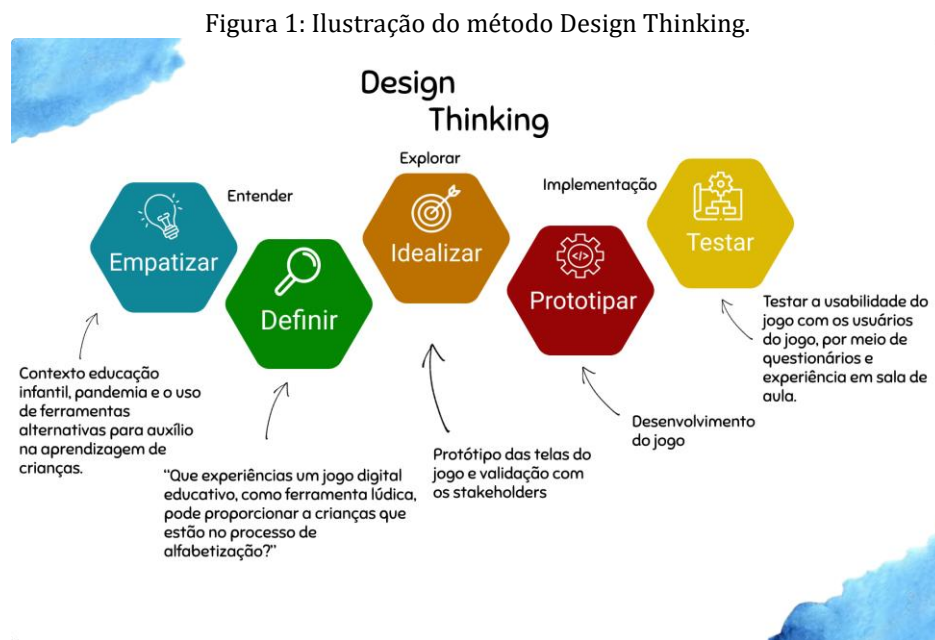 Figura 1: Ilustração do método Design Thinking.
Design
Thinking
Entender
Explorar
Implementação
Empatizar
Definir
Idealizar
</>
Prototipar
Testar
Contexto educação
infantil, pandemia e o uso
de ferramentas
alternativas para auxílio
na aprendizagem de
crianças.
"Que experiências um jogo digital
educativo, como ferramenta lúdica,
pode proporcionar a crianças que
estão no processo de
alfabetização?"
Protótipo das telas do
jogo e validação com
os stakeholders
Desenvolvimento
do jogo
Testar a usabilidade do
jogo com os usuários
do jogo, por meio de
questionários e
experiência em sala de
aula.